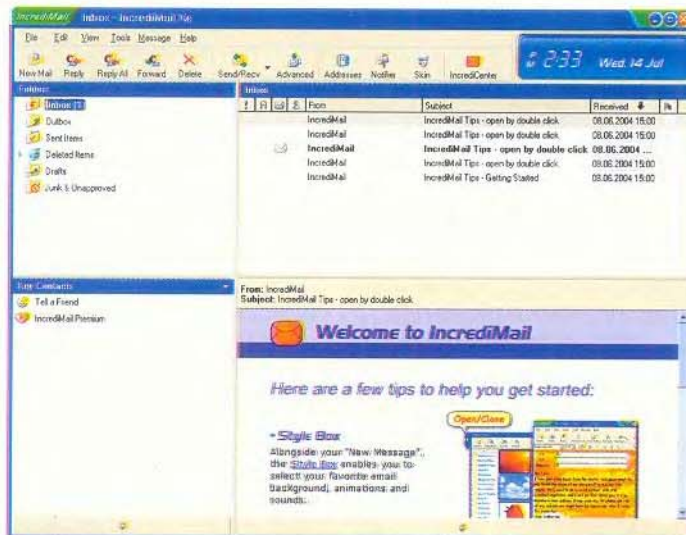 IncrediMail Inbox - IncrediMail Xe
File Edit View Tools Message Help
New Mail Reply Reply All Forward Delete Send/Recv Advanced Addresses Notifier Skin IncrediCenter
2:33 Wed, 14 Jul
Folders
Inbox (1)
Outbox
Sent Items
Deleted Items
Drafts
Junk & Unapproved
Inbox
! From Subject Received
IncrediMail IncrediMail Tips - open by double click 08.06.2004 15:00
IncrediMail IncrediMail Tips - open by double click. 08.06.2004 15:00
IncrediMail IncrediMail Tips - open by double click 08.06.2004 ...
IncrediMail IncrediMail Tips - open by double click. 08.06.2004 15:00
IncrediMail IncrediMail Tips - Getting Started 08.06.2004 15:00
Contacts
Tell a Friend
IncrediMail Premium
From: IncrediMail
Subject: IncrediMail Tips - open by double click
Welcome to IncrediMail
Here are a few tips to help you get started:
• Style Box
Alongside your "New Message",
the Style Box enables you to
select your favorite email
background, animations and
sounds.
Open/Close